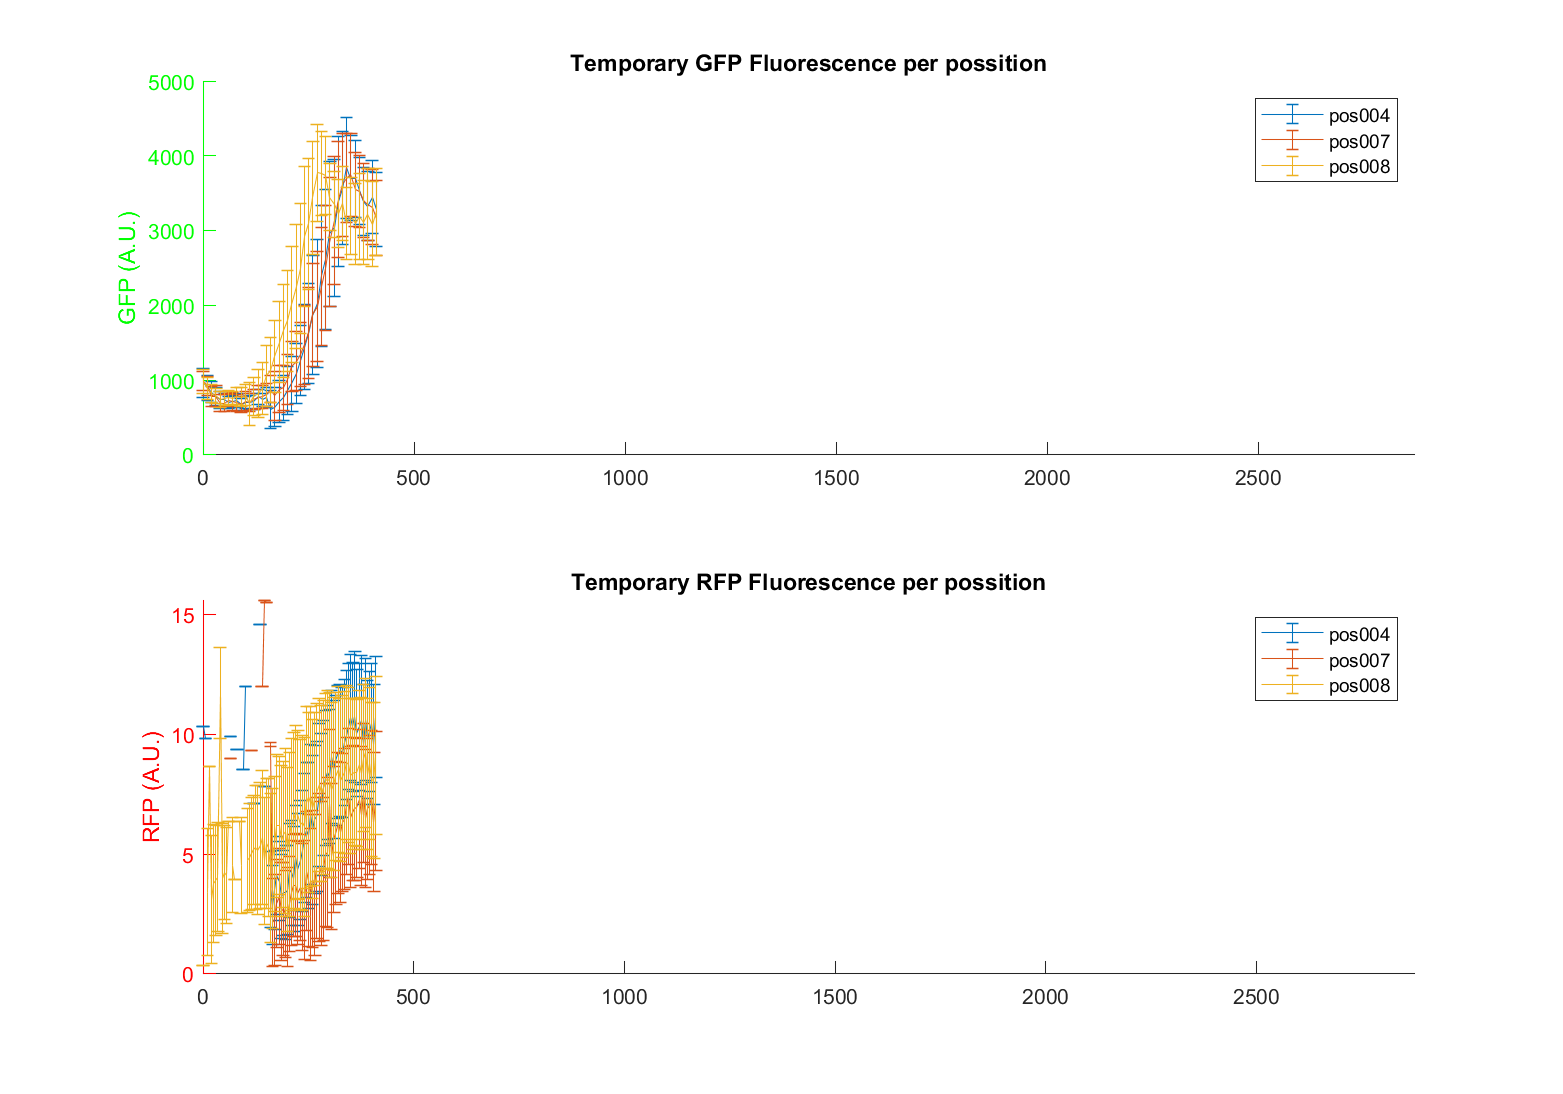 Temporary GFP Fluorescence per possition
5000
4000
3000
2000
1000
0
GFP (A.U.)
0 500 1000 1500 2000 2500
pos004
pos007
pos008
Temporary RFP Fluorescence per possition
15
10
5
0
RFP (A.U.)
0 500 1000 1500 2000 2500
pos004
pos007
pos008